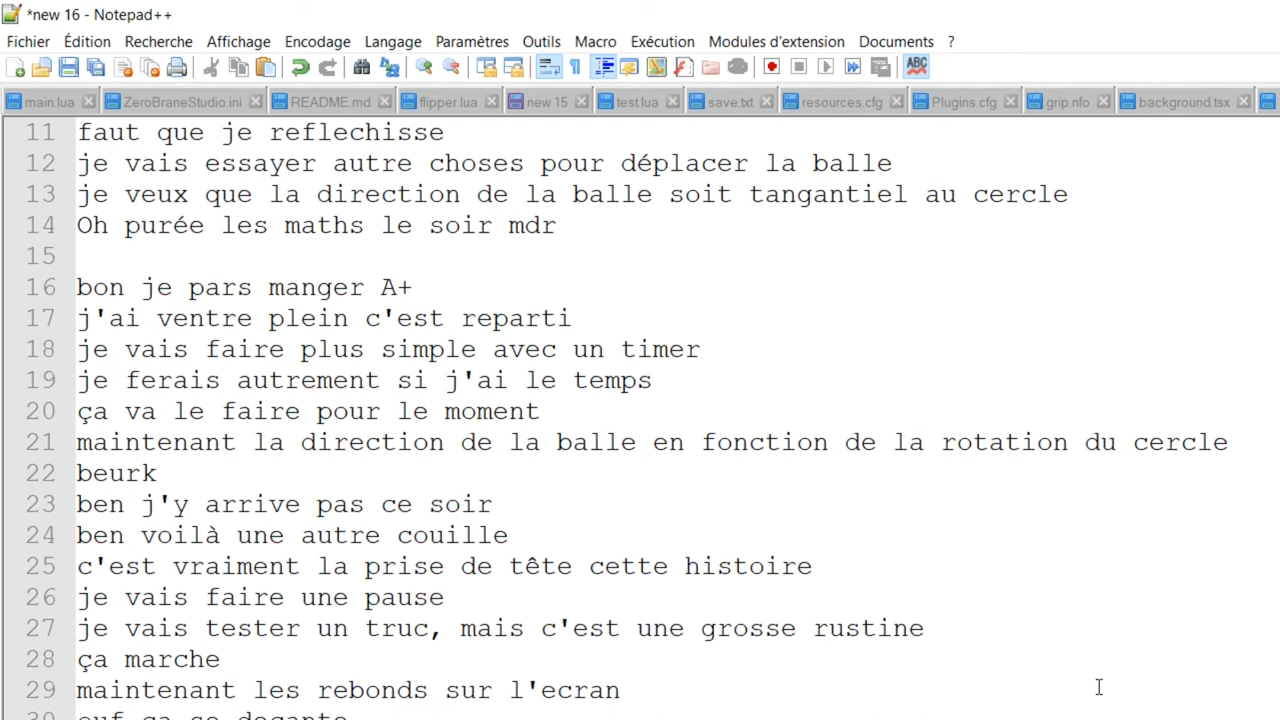 *new 16 - Notepad++
Fichier Édition Recherche Affichage Encodage Langage Paramètres Outils Macro Exécution Modules d'extension Documents ?
ABC
main.lua ZeroBraneStudio.ini README.md flipper.lua new 15 test.lua save.txt resources.cfg Plugins.cfg grip.nfo background.tsx
11 faut que je reflechisse
12 je vais essayer autre choses pour déplacer la balle
13 je veux que la direction de la balle soit tangantiel au cercle
14 Oh purée les maths le soir mdr
15
16 bon je pars manger A+
17 j'ai ventre plein c'est reparti
18 je vais faire plus simple avec un timer
19 je ferais autrement si j'ai le temps
20 ça va le faire pour le moment
21 maintenant la direction de la balle en fonction de la rotation du cercle
22 beurk
23 ben j'y arrive pas ce soir
24 ben voilà une autre couille
25 c'est vraiment la prise de tête cette histoire
26 je vais faire une pause
27 je vais tester un truc, mais c'est une grosse rustine
28 ça marche
29 maintenant les rebonds sur l'ecran
30 ouf ça se decante